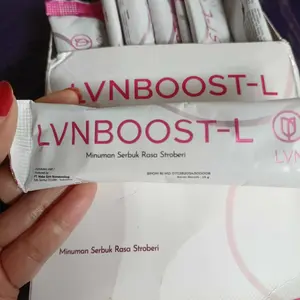 LVNBOOST-L
LVNBOOST-L
Minuman Serbuk Rasa Stroberi
LVN
Minuman Serbuk Rasa Stroberi